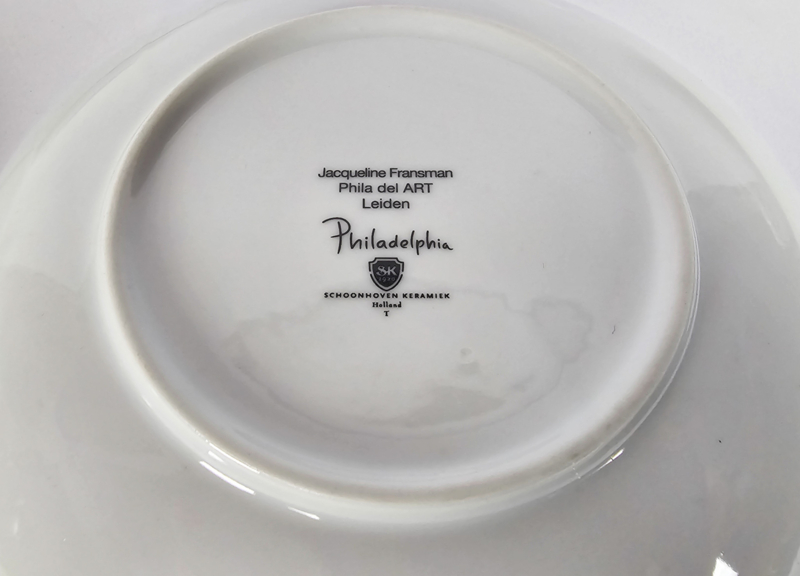 Jacqueline Fransman
Phila del ART
Leiden
Philadelphia
SK
SCHOONHOVEN KERAMIEK
Holland
T